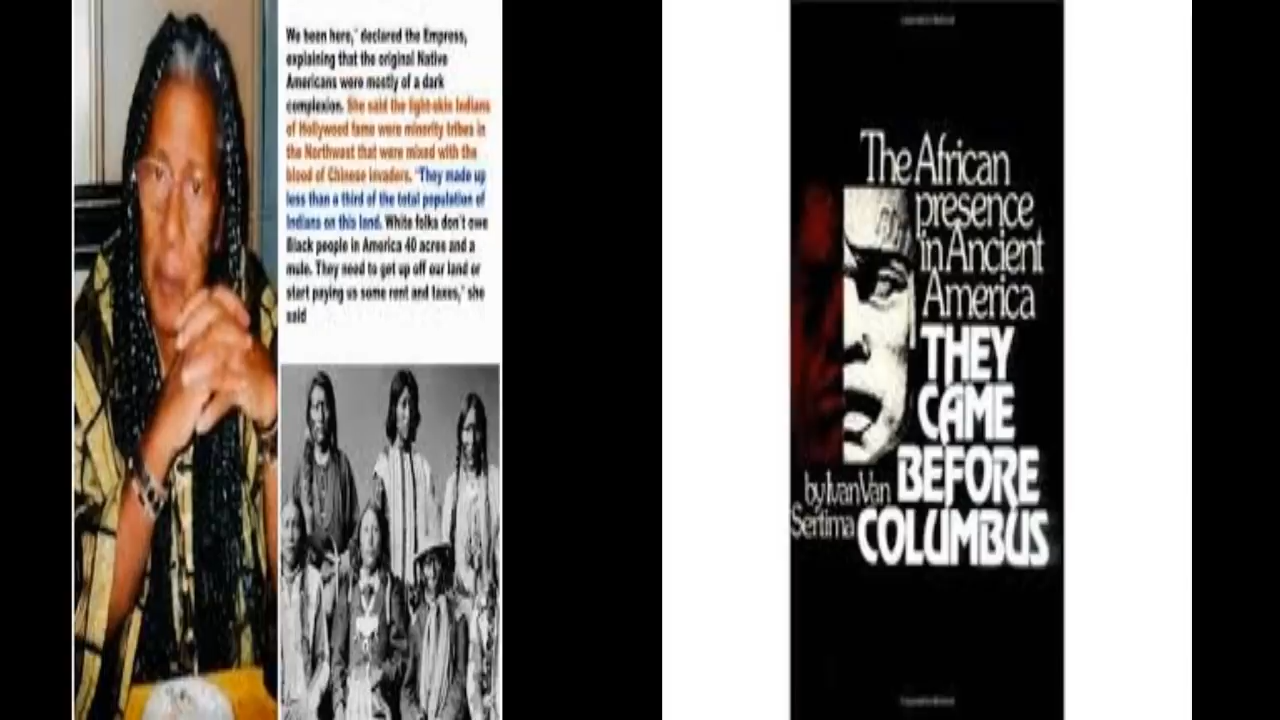 We been here," declared the Empress,
explaining that the original Native
Americans were mostly of a dark
complexion. She said the light-skin Indians
of Hollywood fame were minority tribes in
the Northwest that were mixed with the
blood of Chinese invaders. "They made up
less than a third of the total population of
Indians on this land. White folks don't owe
Black people in America 40 acres and a
mule. They need to get up off our land or
start paying us some rent and taxes," she
said
The African
presence
in Ancient
America
THEY
CAME
BEFORE
COLUMBUS
by Ivan Van
Sertima